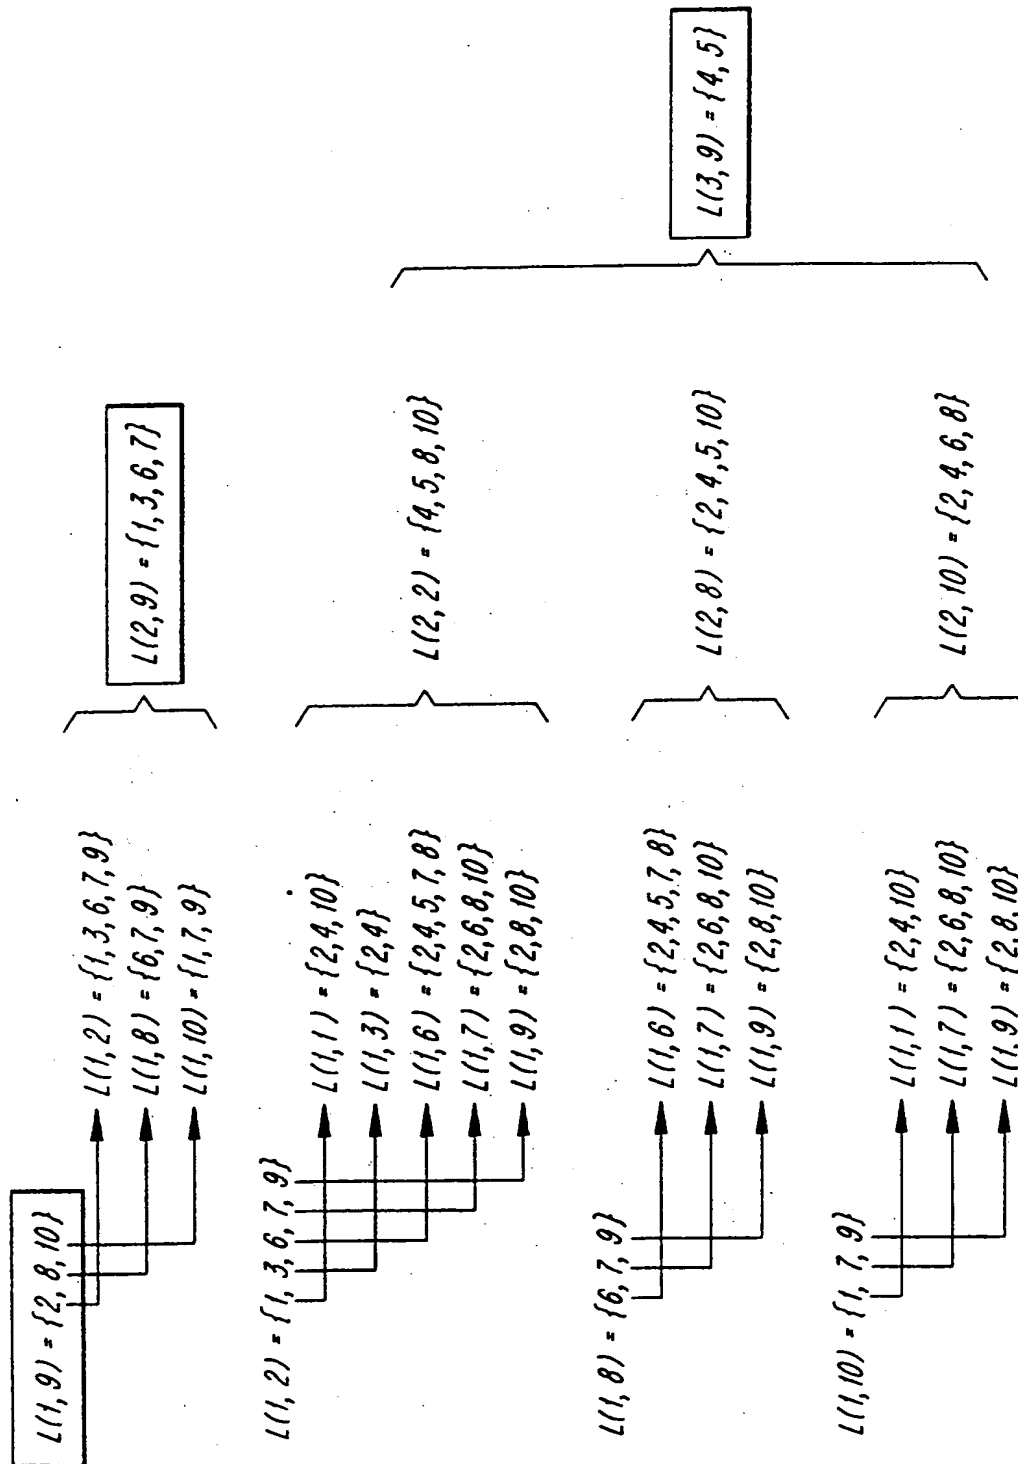 L(1,9) = {2, 8, 10}
L(1,2) = {1,3,6,7,9}
L(1,8) = {6,7,9}
L(1,10) = {1,7,9}
L(2,9) = {1,3,6,7}
L(1,2) = {1, 3, 6, 7, 9}
L(1,1) = {2,4,10}
L(1,3) = {2,4}
L(1,6) = {2,4,5,7,8}
L(1,7) = {2,6,8,10}
L(1,9) = {2,8,10}
L(2,2) = {4,5,8,10}
L(1,8) = {6, 7, 9}
L(1,6) = {2,4,5,7,8}
L(1,7) = {2,6,8,10}
L(1,9) = {2,8,10}
L(2,8) = {2,4,5,10}
L(1,10) = {1, 7, 9}
L(1,1) = {2,4,10}
L(1,7) = {2,6,8,10}
L(1,9) = {2,8,10}
L(2,10) = {2,4,6,8}
L(3,9) = {4,5}